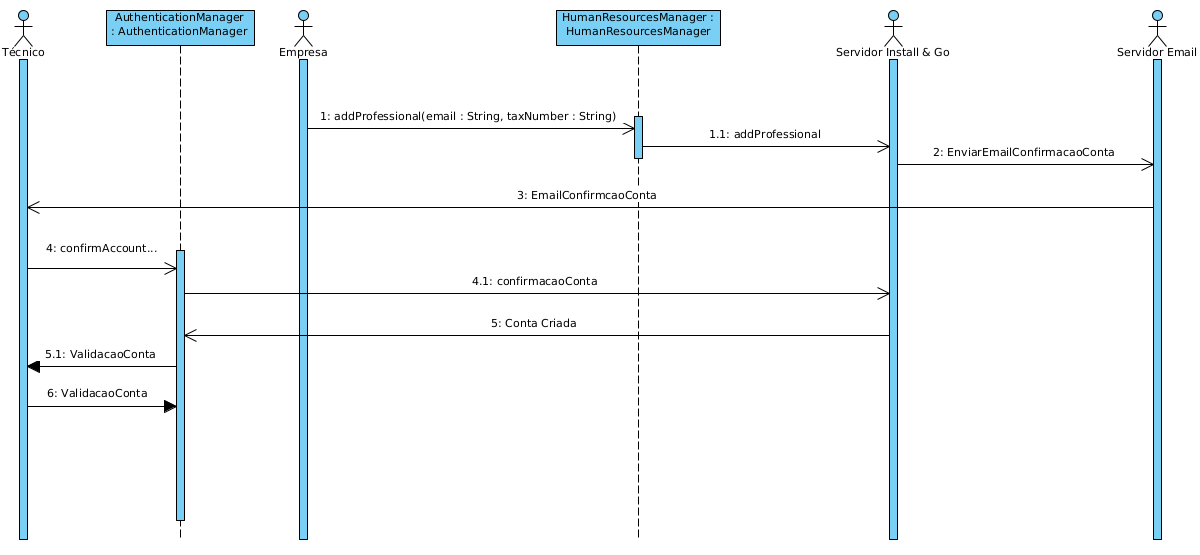 AuthenticationManager
: AuthenticationManager
HumanResourcesManager :
HumanResourcesManager
Técnico
Empresa
Servidor Install & Go
Servidor Email
1: addProfessional(email : String, taxNumber : String)
1.1: addProfessional
2: EnviarEmailConfirmacaoConta
3: EmailConfirmcaoConta
4: confirmAccount...
4.1: confirmacaoConta
5: Conta Criada
5.1: ValidacaoConta
6: ValidacaoConta